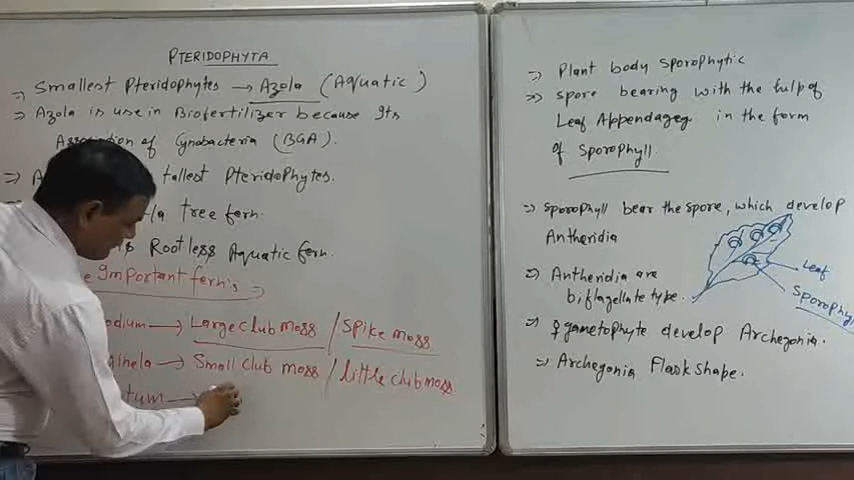 PTERIDOPHYTA
⇒ Smallest Pteridophytes → Azola (Aquatic)
⇒ Azola is use in Biofertilizer because Its
Association of Cynobacteria (BGA).
⇒ tallest Pteridophytes.
tree fern.
Rootless Aquatic fern.
Important fern's
→ Large club moss / Spike moss
→ Small club moss / little club moss
⇒ Plant body sporophytic
⇒ spore bearing with the fulp of
Leaf Appendageg in the form
of Sporophyll.
⇒ sporophyll bear the spore, which develop
Antheridia
⇒ Antheridia are
biflagellate type.
⇒ ♀ gametophyte develop Archegonia.
⇒ Archegonia Flask shape.
Leaf
Sporophyll